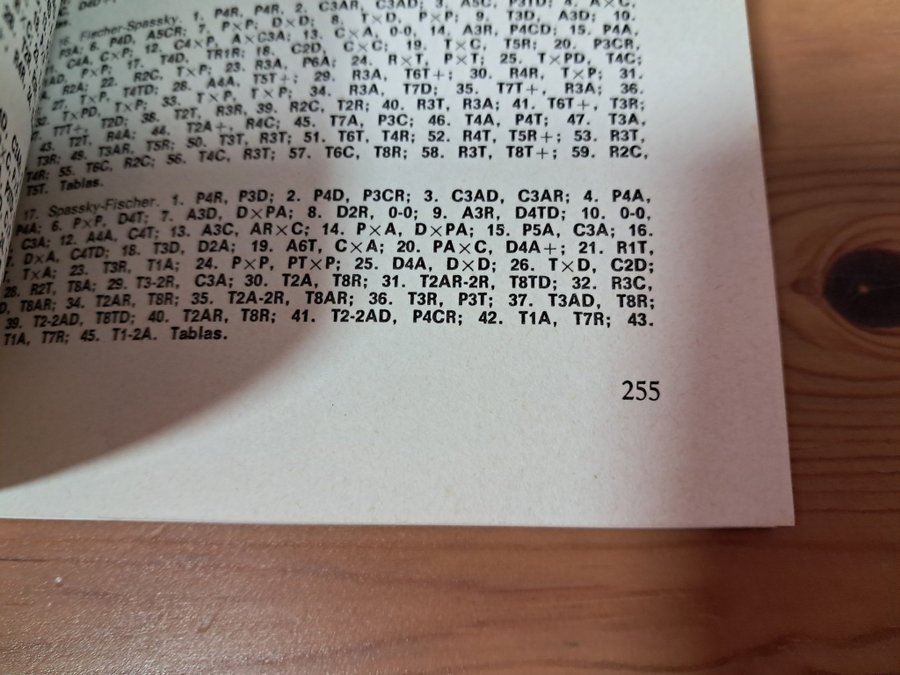 D4D+
16. Fischer-Spassky. 1. P4R, P4R; 2. C3AR, C3AD; 3. A5C, P3TD; 4. A×C,
P3A; 6. P4D, A5CR; 7. P×P; D×D; 8. T×D, P×P; 9. T3D, A3D; 10.
C4A, C×P; 12. C4×P, A×C3A; 13. C×A, 0-0, 14, A3R, P4CD; 15. P4A,
P×P; 17. T4D, TR1R; 18. C2D, C×C; 19. T×C, T5R; 20. P3CR,
R2A; 22. R2C, T×P; 23. R3A, P6A; 24. R×T, P×T; 25. T×PD, T4C;
27. T×P, T4TD; 28. A4A, T5T+; 29. R3A, T6T+; 30. R4R, T×P; 31.
32. T×PD, T×P; 33. T×P, T×P; 34. R3A, T7D; 35. T7T+, R3A; 36.
T7T+, T2D; 38. T2T, R3R, 39. R2C, T2R; 40. R3T, R3A; 41. T6T+, T3R;
43. T2T, R4A; 44. T2A+, R4C; 45. T7A, P3C; 46. T4A, P4T; 47. T3A,
T3R; 49. T3AR, T5R; 50. T3T, R3T; 51. T6T, T4R; 52. R4T, T5R+; 53. R3T,
T4R; 55. T6C, R2C; 56. T4C, R3T; 57. T6C, T8R; 58. R3T, T8T+; 59. R2C,
T5T. Tablas.
17. Spassky-Fischer. 1. P4R, P3D; 2. P4D, P3CR; 3. C3AD, C3AR; 4. P4A,
P4A; 6. P×P, D4T; 7. A3D, D×PA; 8. D2R, 0-0; 9. A3R, D4TD; 10. 0-0,
C3A; 12. A4A, C4T; 13. A3C, AR×C; 14. P×A, D×PA; 15. P5A, C3A; 16.
D×A, C4TD; 18. T3D, D2A; 19. A6T, C×A; 20. PA×C, D4A+; 21. R1T,
T×A; 23. T3R, T1A; 24. P×P, PT×P; 25. D4A, D×D; 26. T×D, C2D;
28. R2T, T8A; 29. T3-2R, C3A; 30. T2A, T8R; 31. T2AR-2R, T8TD; 32. R3C,
T8AR; 34. T2AR, T8R; 35. T2A-2R, T8AR; 36. T3R, P3T; 37. T3AD, T8R;
39. T2-2AD, T8TD; 40. T2AR, T8R; 41. T2-2AD, P4CR; 42. T1A, T7R; 43.
T1A, T7R; 45. T1-2A. Tablas.
255